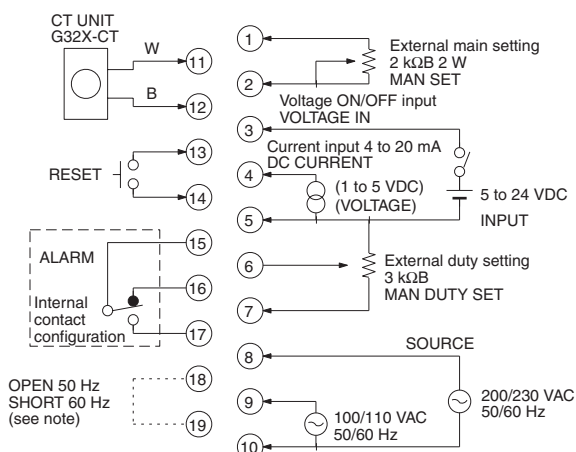 CT UNIT
G32X-CT
W
B
11
12
RESET
13
14
ALARM
Internal
contact
configuration
15
16
17
OPEN 50 Hz
SHORT 60 Hz
(see note)
18
19
1
2
External main setting
2 kΩB 2 W
MAN SET
Voltage ON/OFF input
VOLTAGE IN
3
Current input 4 to 20 mA
DC CURRENT
4
(1 to 5 VDC)
(VOLTAGE)
5
5 to 24 VDC
INPUT
6
External duty setting
3 kΩB
MAN DUTY SET
7
SOURCE
8
9
10
100/110 VAC
50/60 Hz
200/230 VAC
50/60 Hz